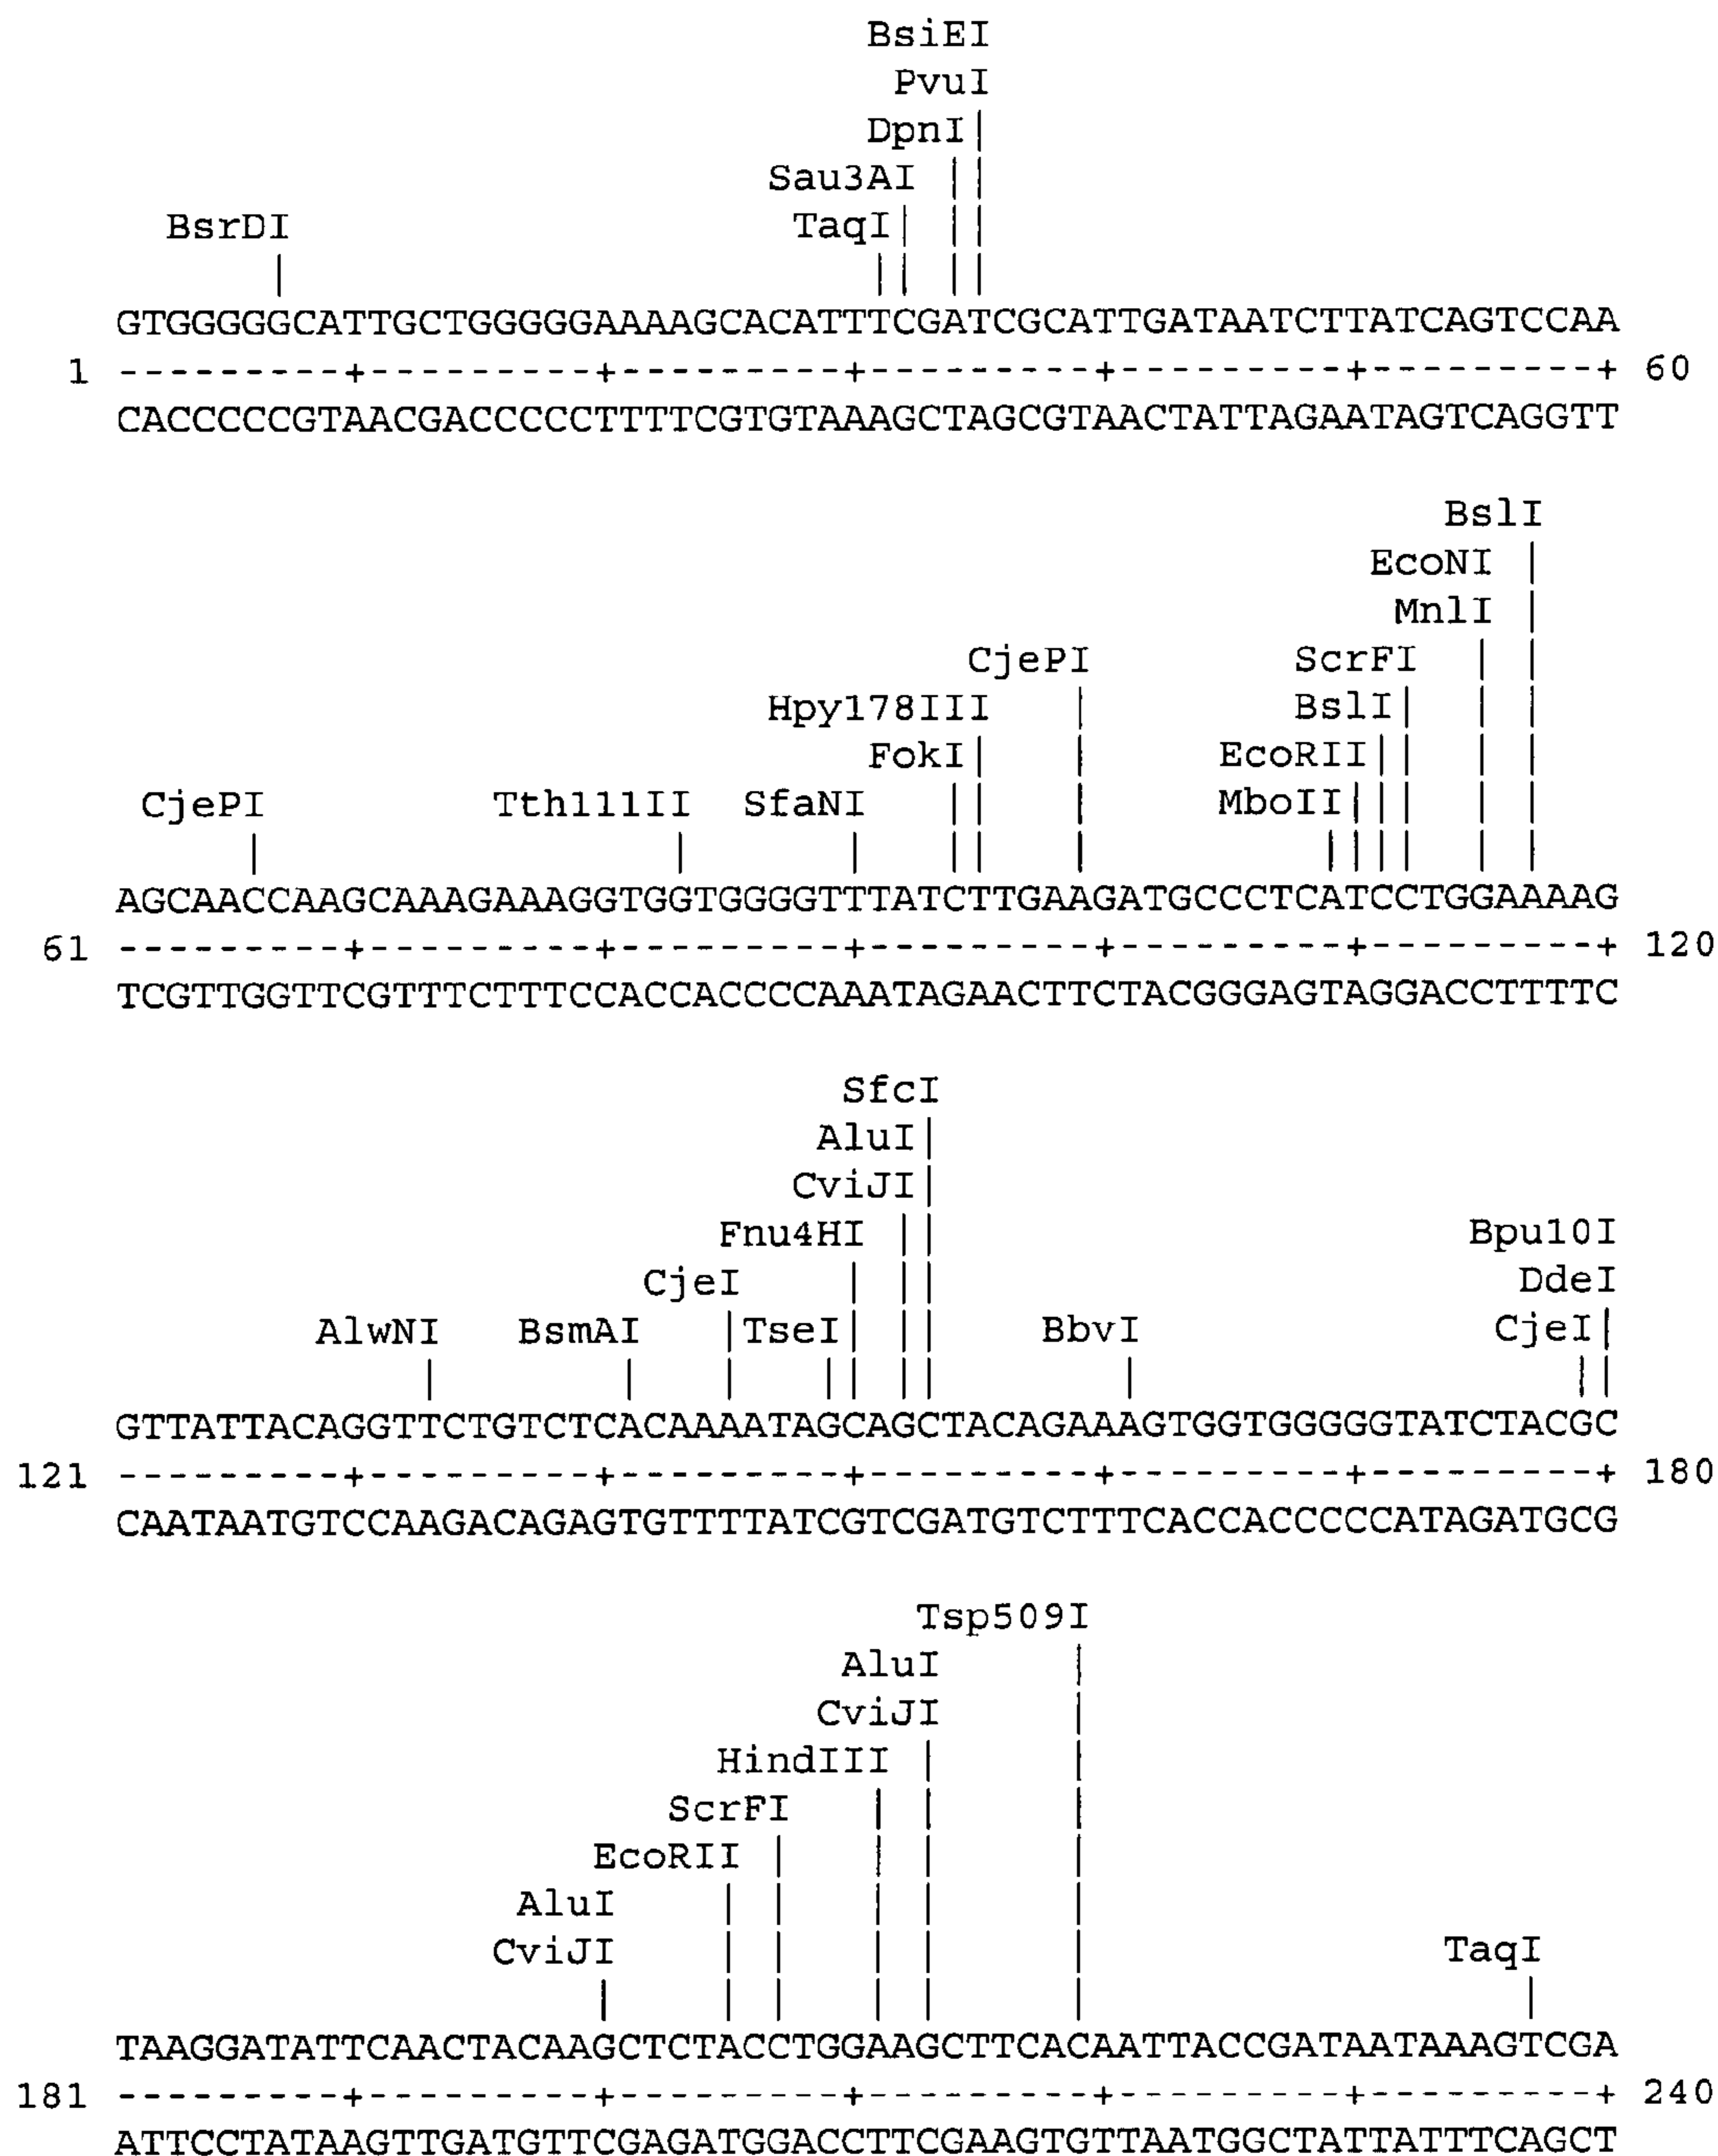 BsiEI
PvuI
DpnI|
Sau3AI ||
BsrDI TaqI| ||
| || ||
GTGGGGGCATTGCTGGGGGAAAAGCACATTTCGATCGCATTGATAATCTTATCAGTCCAA
1 ---------+---------+---------+---------+---------+---------+ 60
CACCCCCGTAACGACCCCCTTTTCGTGTAAAGCTAGCGTAACTATTAGAATAGTCAGGTT
BslI
EcoNI |
MnlI |
CjePI ScrFI | |
Hpy178III | BslI| | |
FokI| | EcoRII|| | |
CjePI Tth111II SfaNI || | MboII||| | |
| | | || | |||| | |
AGCAACCAAGCAAAGAAAGGTGGTGGGGTTTATCTTGAAGATGCCCTCATCCTGGAAAAG
61 ---------+---------+---------+---------+---------+---------+ 120
TCGTTGGTTCGTTTCTTTCCACCACCCCAAATAGAACTTCTACGGGAGTAGGACCTTTTC
SfcI
AluI|
CviJI|
Fnu4HI || Bpu10I
CjeI | || DdeI
AlwNI BsmAI |TseI| || BbvI CjeI|
| | | || || | ||
GTTATTACAGGTTCTGTCTCACAAAATAGCAGCTACAGAAAGTGGTGGGGGTATCTACGC
121 ---------+---------+---------+---------+---------+---------+ 180
CAATAATGTCCAAGACAGAGTGTTTTATCGTCGATGTCTTTCACCACCCCCATAGATGCG
Tsp509I
AluI |
CviJI |
HindIII | |
ScrFI | | |
EcoRII | | | |
AluI | | | | |
CviJI | | | | | TaqI
| | | | | | |
TAAGGATATTCAACTACAAGCTCTACCTGGAAGCTTCACAATTACCGATAATAAAGTCGA
181 ---------+---------+---------+---------+---------+---------+ 240
ATTCCTATAAGTTGATGTTCGAGATGGACCTTCGAAGTGTTAATGGCTATTATTTCAGCT